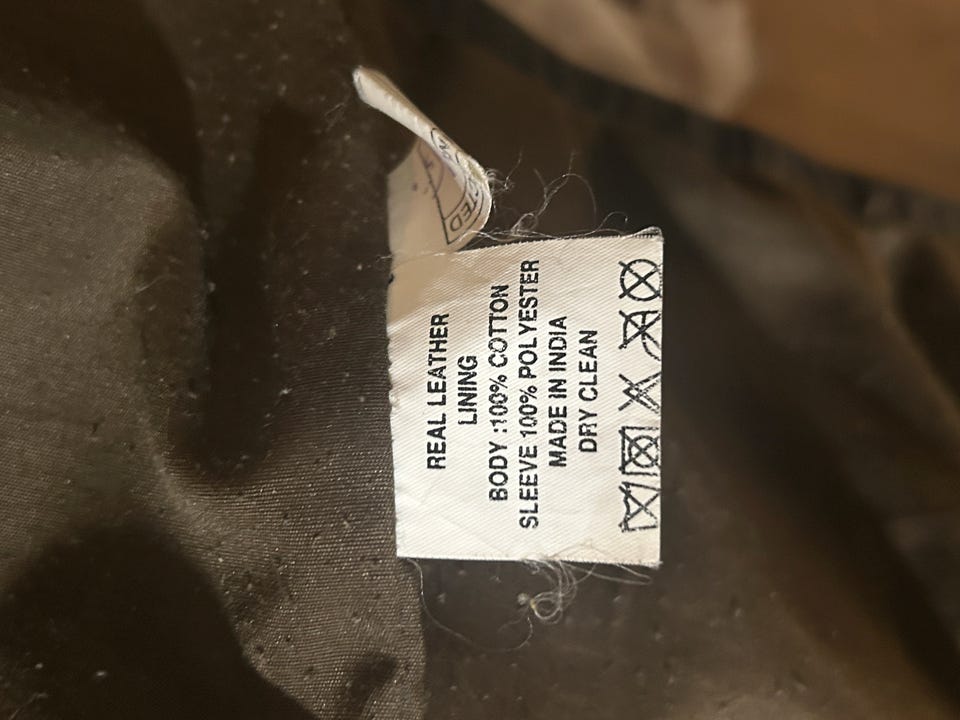 REAL LEATHER
LINING
BODY :100% COTTON
SLEEVE 100% POLYESTER
MADE IN INDIA
DRY CLEAN